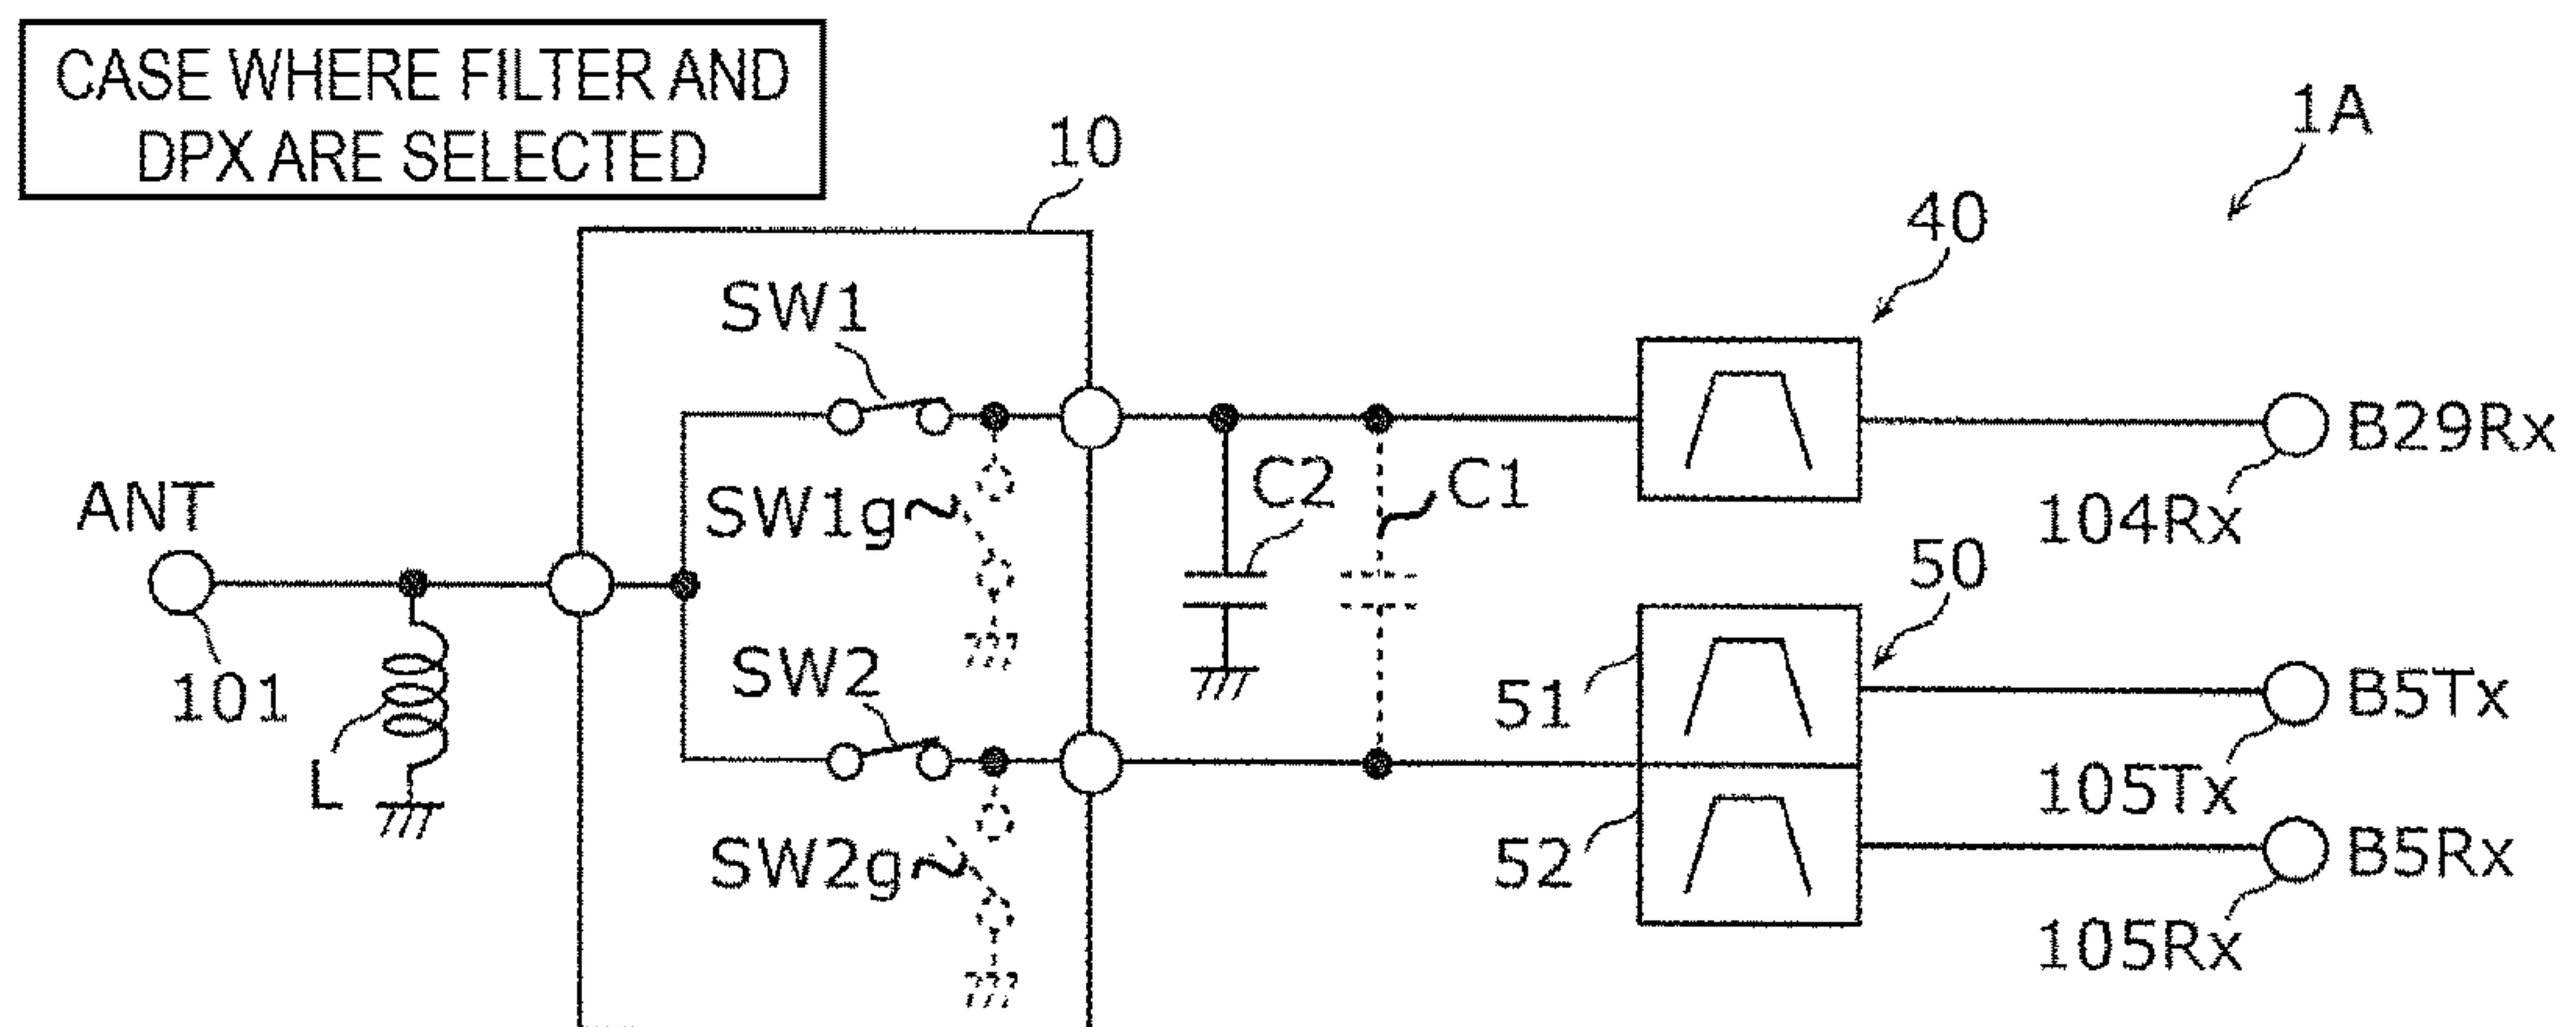 CASE WHERE FILTER AND
DPX ARE SELECTED
10
1A
40
SW1
B29Rx
ANT
SW1g
C2
C1
104Rx
50
101
SW2
51
B5Tx
L
105Tx
SW2g
52
B5Rx
105Rx